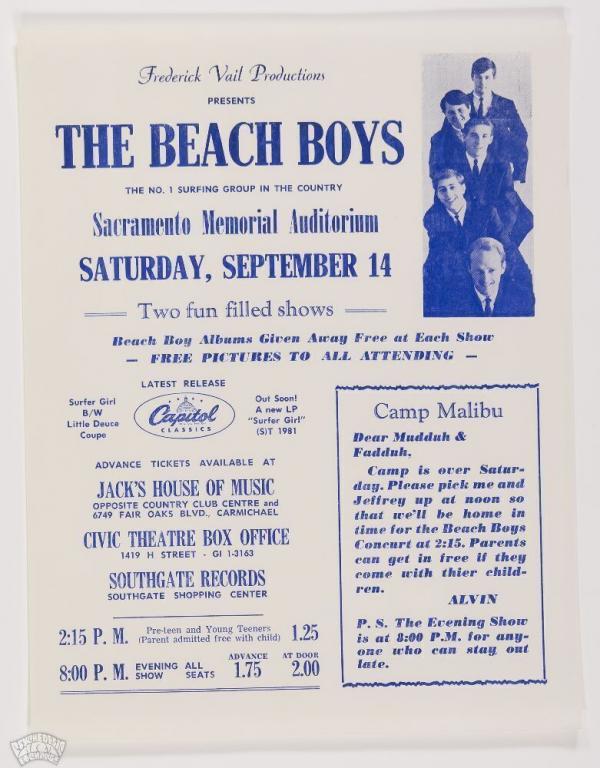 Frederick Vail Productions
PRESENTS
THE BEACH BOYS
THE NO. 1 SURFING GROUP IN THE COUNTRY
Sacramento Memorial Auditorium
SATURDAY, SEPTEMBER 14
Two fun filled shows
Beach Boy Albums Given Away Free at Each Show
— FREE PICTURES TO ALL ATTENDING —
LATEST RELEASE
Surfer Girl
B/W
Little Deuce
Coupe
Capitol
CLASSICS
Out Soon!
A new LP
"Surfer Girl"
(S)T 1981
ADVANCE TICKETS AVAILABLE AT
JACK'S HOUSE OF MUSIC
OPPOSITE COUNTRY CLUB CENTRE and
6749 FAIR OAKS BLVD., CARMICHAEL
CIVIC THEATRE BOX OFFICE
1419 H STREET - GI 1-3163
SOUTHGATE RECORDS
SOUTHGATE SHOPPING CENTER
2:15 P. M. Pre-teen and Young Teeners
(Parent admitted free with child) 1.25
8:00 P. M. EVENING SHOW ALL SEATS ADVANCE 1.75 AT DOOR 2.00
Camp Malibu
Dear Mudduh &
Fadduh,
Camp is over Satur-
day. Please pick me and
Jeffrey up at noon so
that we'll be home in
time for the Beach Boys
Concurt at 2:15. Parents
can get in free if they
come with thier child-
ren.
ALVIN
P. S. The Evening Show
is at 8:00 P.M. for any-
one who can stay out
late.